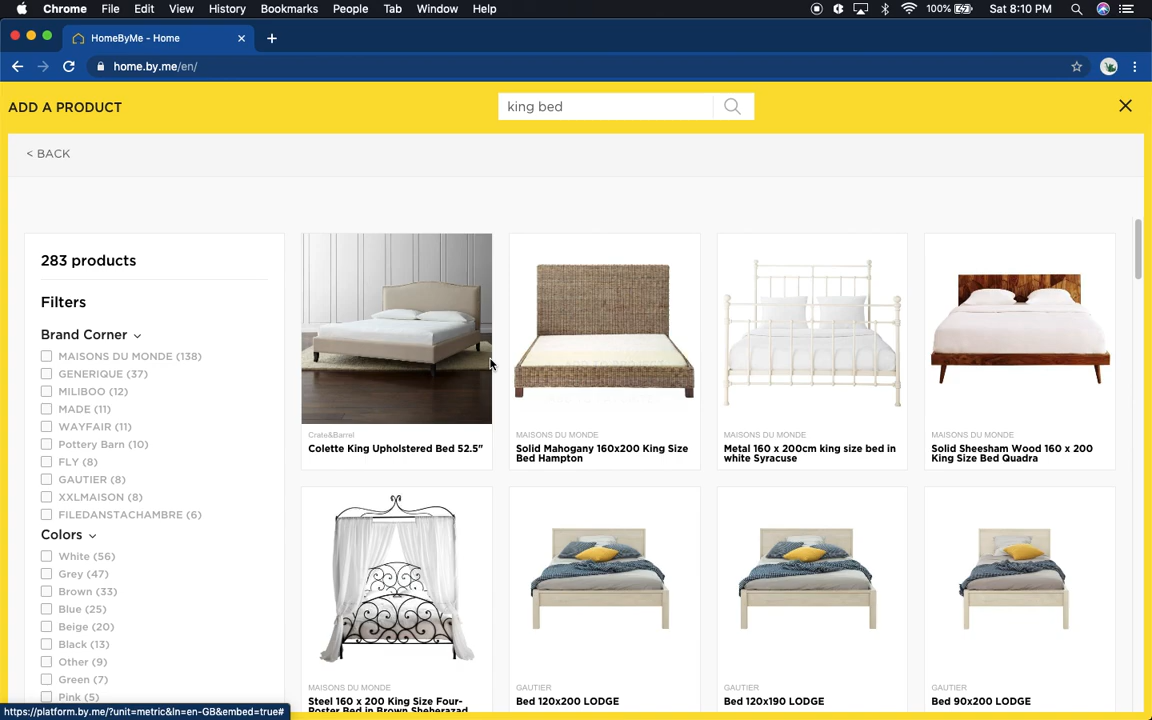 Chrome File Edit View History Bookmarks People Tab Window Help 100% Sat 8:10 PM
HomeByMe - Home
home.by.me/en/
ADD A PRODUCT
king bed
< BACK
283 products
Filters
Brand Corner
MAISONS DU MONDE (138)
GENERIQUE (37)
MILIBOO (12)
MADE (11)
WAYFAIR (11)
Pottery Barn (10)
FLY (8)
GAUTIER (8)
XXLMAISON (8)
FILEDANSTACHAMBRE (6)
Colors
White (56)
Grey (47)
Brown (33)
Blue (25)
Beige (20)
Black (13)
Other (9)
Green (7)
Pink (5)
Crate&Barrel
Colette King Upholstered Bed 52.5"
MAISONS DU MONDE
Solid Mahogany 160x200 King Size
Bed Hampton
MAISONS DU MONDE
Metal 160 x 200cm king size bed in
white Syracuse
MAISONS DU MONDE
Solid Sheesham Wood 160 x 200
King Size Bed Quadra
MAISONS DU MONDE
Steel 160 x 200 King Size Four-
Poster Bed in Brown Sheherazad
GAUTIER
Bed 120x200 LODGE
GAUTIER
Bed 120x190 LODGE
GAUTIER
Bed 90x200 LODGE
https://platform.by.me/?unit=metric&ln=en-GB&embed=true#